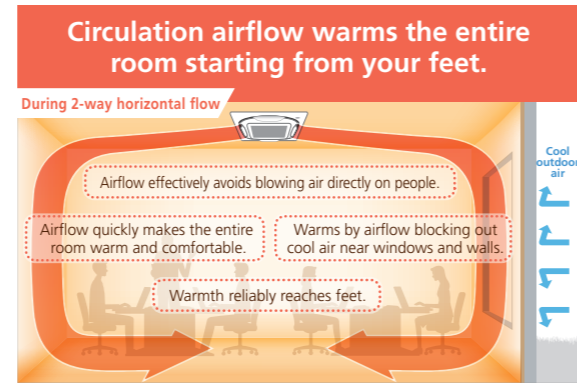 Circulation airflow warms the entire
room starting from your feet.
During 2-way horizontal flow
Cool
outdoor
air
Airflow effectively avoids blowing air directly on people.
Airflow quickly makes the entire
room warm and comfortable.
Warms by airflow blocking out
cool air near windows and walls.
Warmth reliably reaches feet.